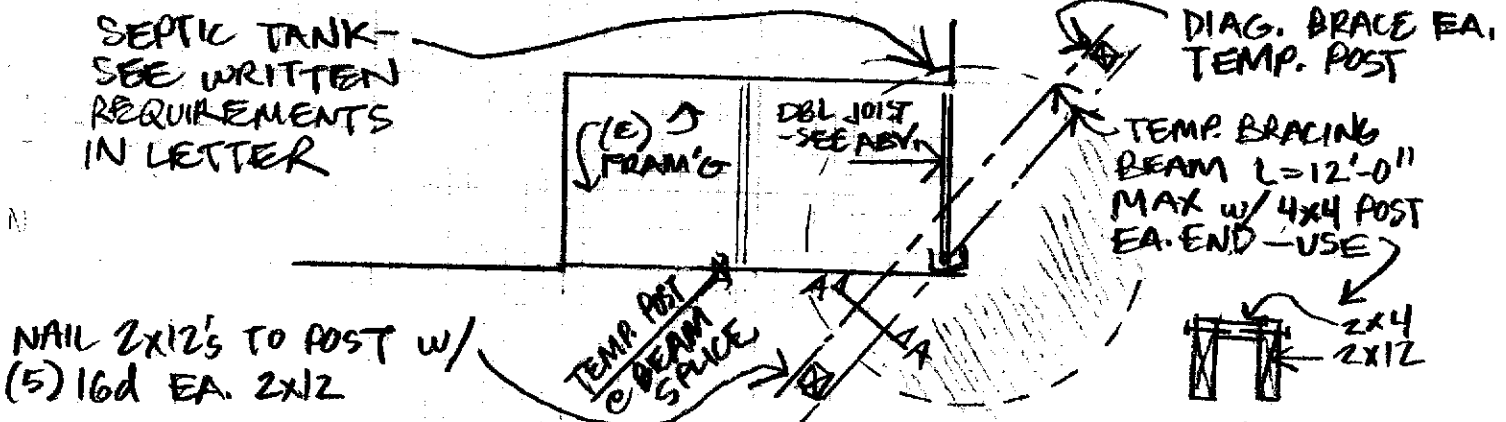 SEPTIC TANK-
SEE WRITTEN
REQUIREMENTS
IN LETTER
DIAG. BRACE EA.
TEMP. POST
(E)
FRAM'G
DBL JOIST
-SEE ABV.
TEMP. BRACING
BEAM L=12'-0"
MAX w/ 4x4 POST
EA. END-USE
2x4
2x12
TEMP. POST
@ BEAM
SPLICE
NAIL 2x12's TO POST w/
(5) 16d EA. 2x12